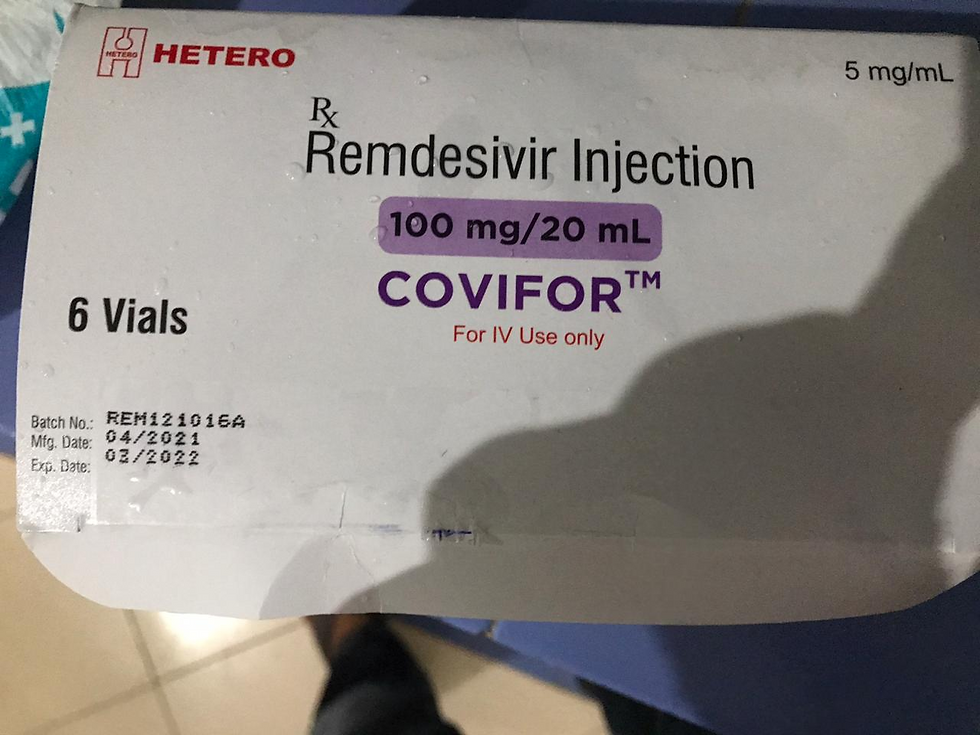 HETERO
HETERO
5 mg/mL
Rx
Remdesivir Injection
100 mg/20 mL
COVIFOR™
For IV Use only
6 Vials
Batch No.: REM121016A
Mfg. Date: 04/2021
Exp. Date: 03/2022